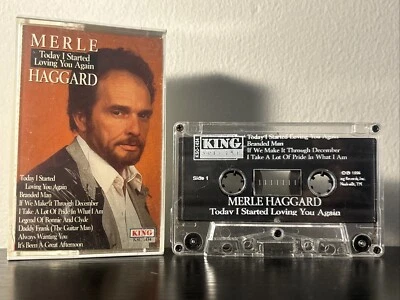 MERLE
Today I Started
Loving You Again
HAGGARD
Today I Started
Loving You Again
Branded Man
If We Make It Through December
I Take A Lot Of Pride In What I Am
Legend Of Bonnie And Clyde
Daddy Frank (The Guitar Man)
Always Wanting You
It's Been A Great Afternoon
KING
KING
Today I Started Loving You Again
Branded Man
If We Make It Through December
I Take A Lot Of Pride In What I Am
Side 1
Nashville, TN
MERLE HAGGARD
Today I Started Loving You Again